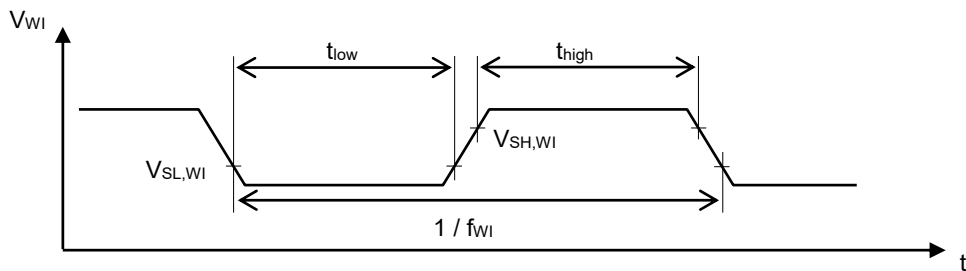 VWI
tlow
thigh
VSH,WI
VSL,WI
1 / fWI
t